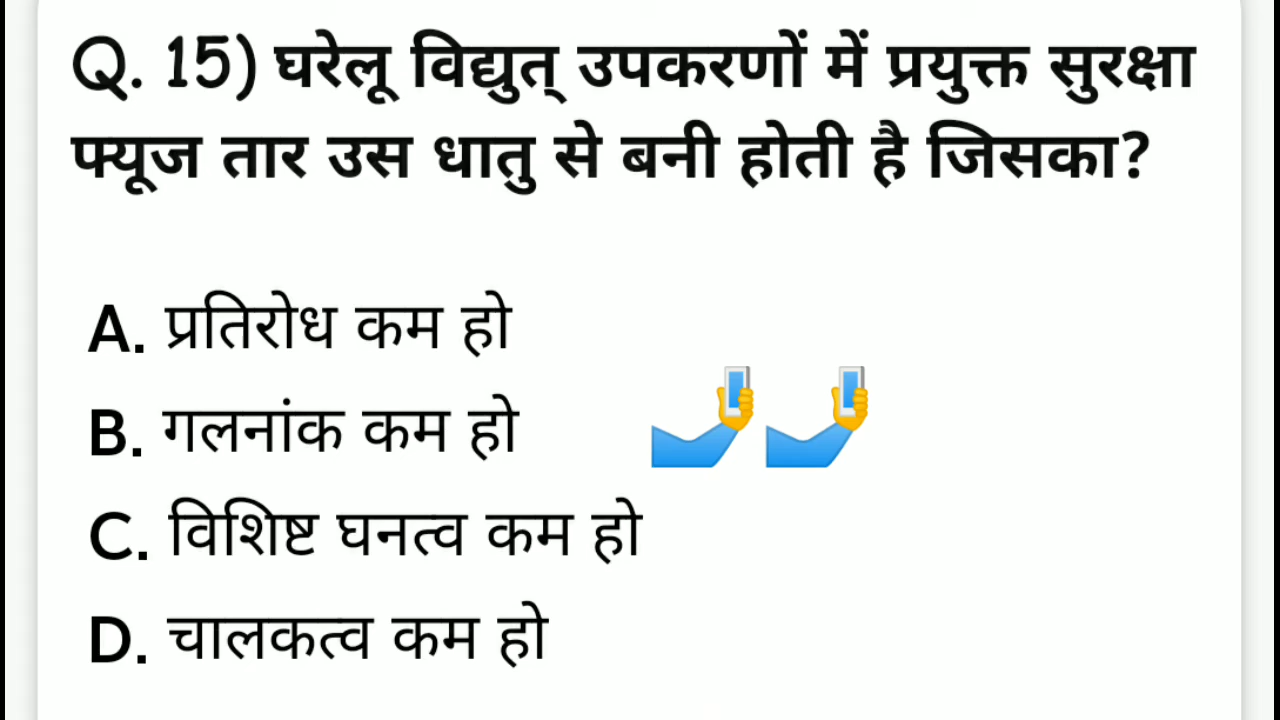 Q. 15) घरेलू विद्युत् उपकरणों में प्रयुक्त सुरक्षा
फ्यूज तार उस धातु से बनी होती है जिसका?
A. प्रतिरोध कम हो
B. गलनांक कम हो
C. विशिष्ट घनत्व कम हो
D. चालकत्व कम हो